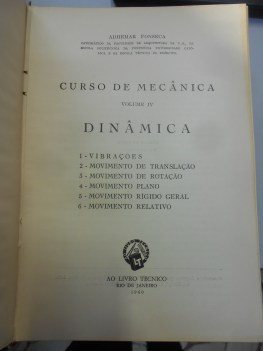 ADHEMAR FONSECA
CURSO DE MECÂNICA
VOLUME IV
DINÂMICA
1 - VIBRAÇÕES
2 - MOVIMENTO DE TRANSLAÇÃO
3 - MOVIMENTO DE ROTAÇÃO
4 - MOVIMENTO PLANO
5 - MOVIMENTO RÍGIDO GERAL
6 - MOVIMENTO RELATIVO
AO LIVRO TÉCNICO
RIO DE JANEIRO